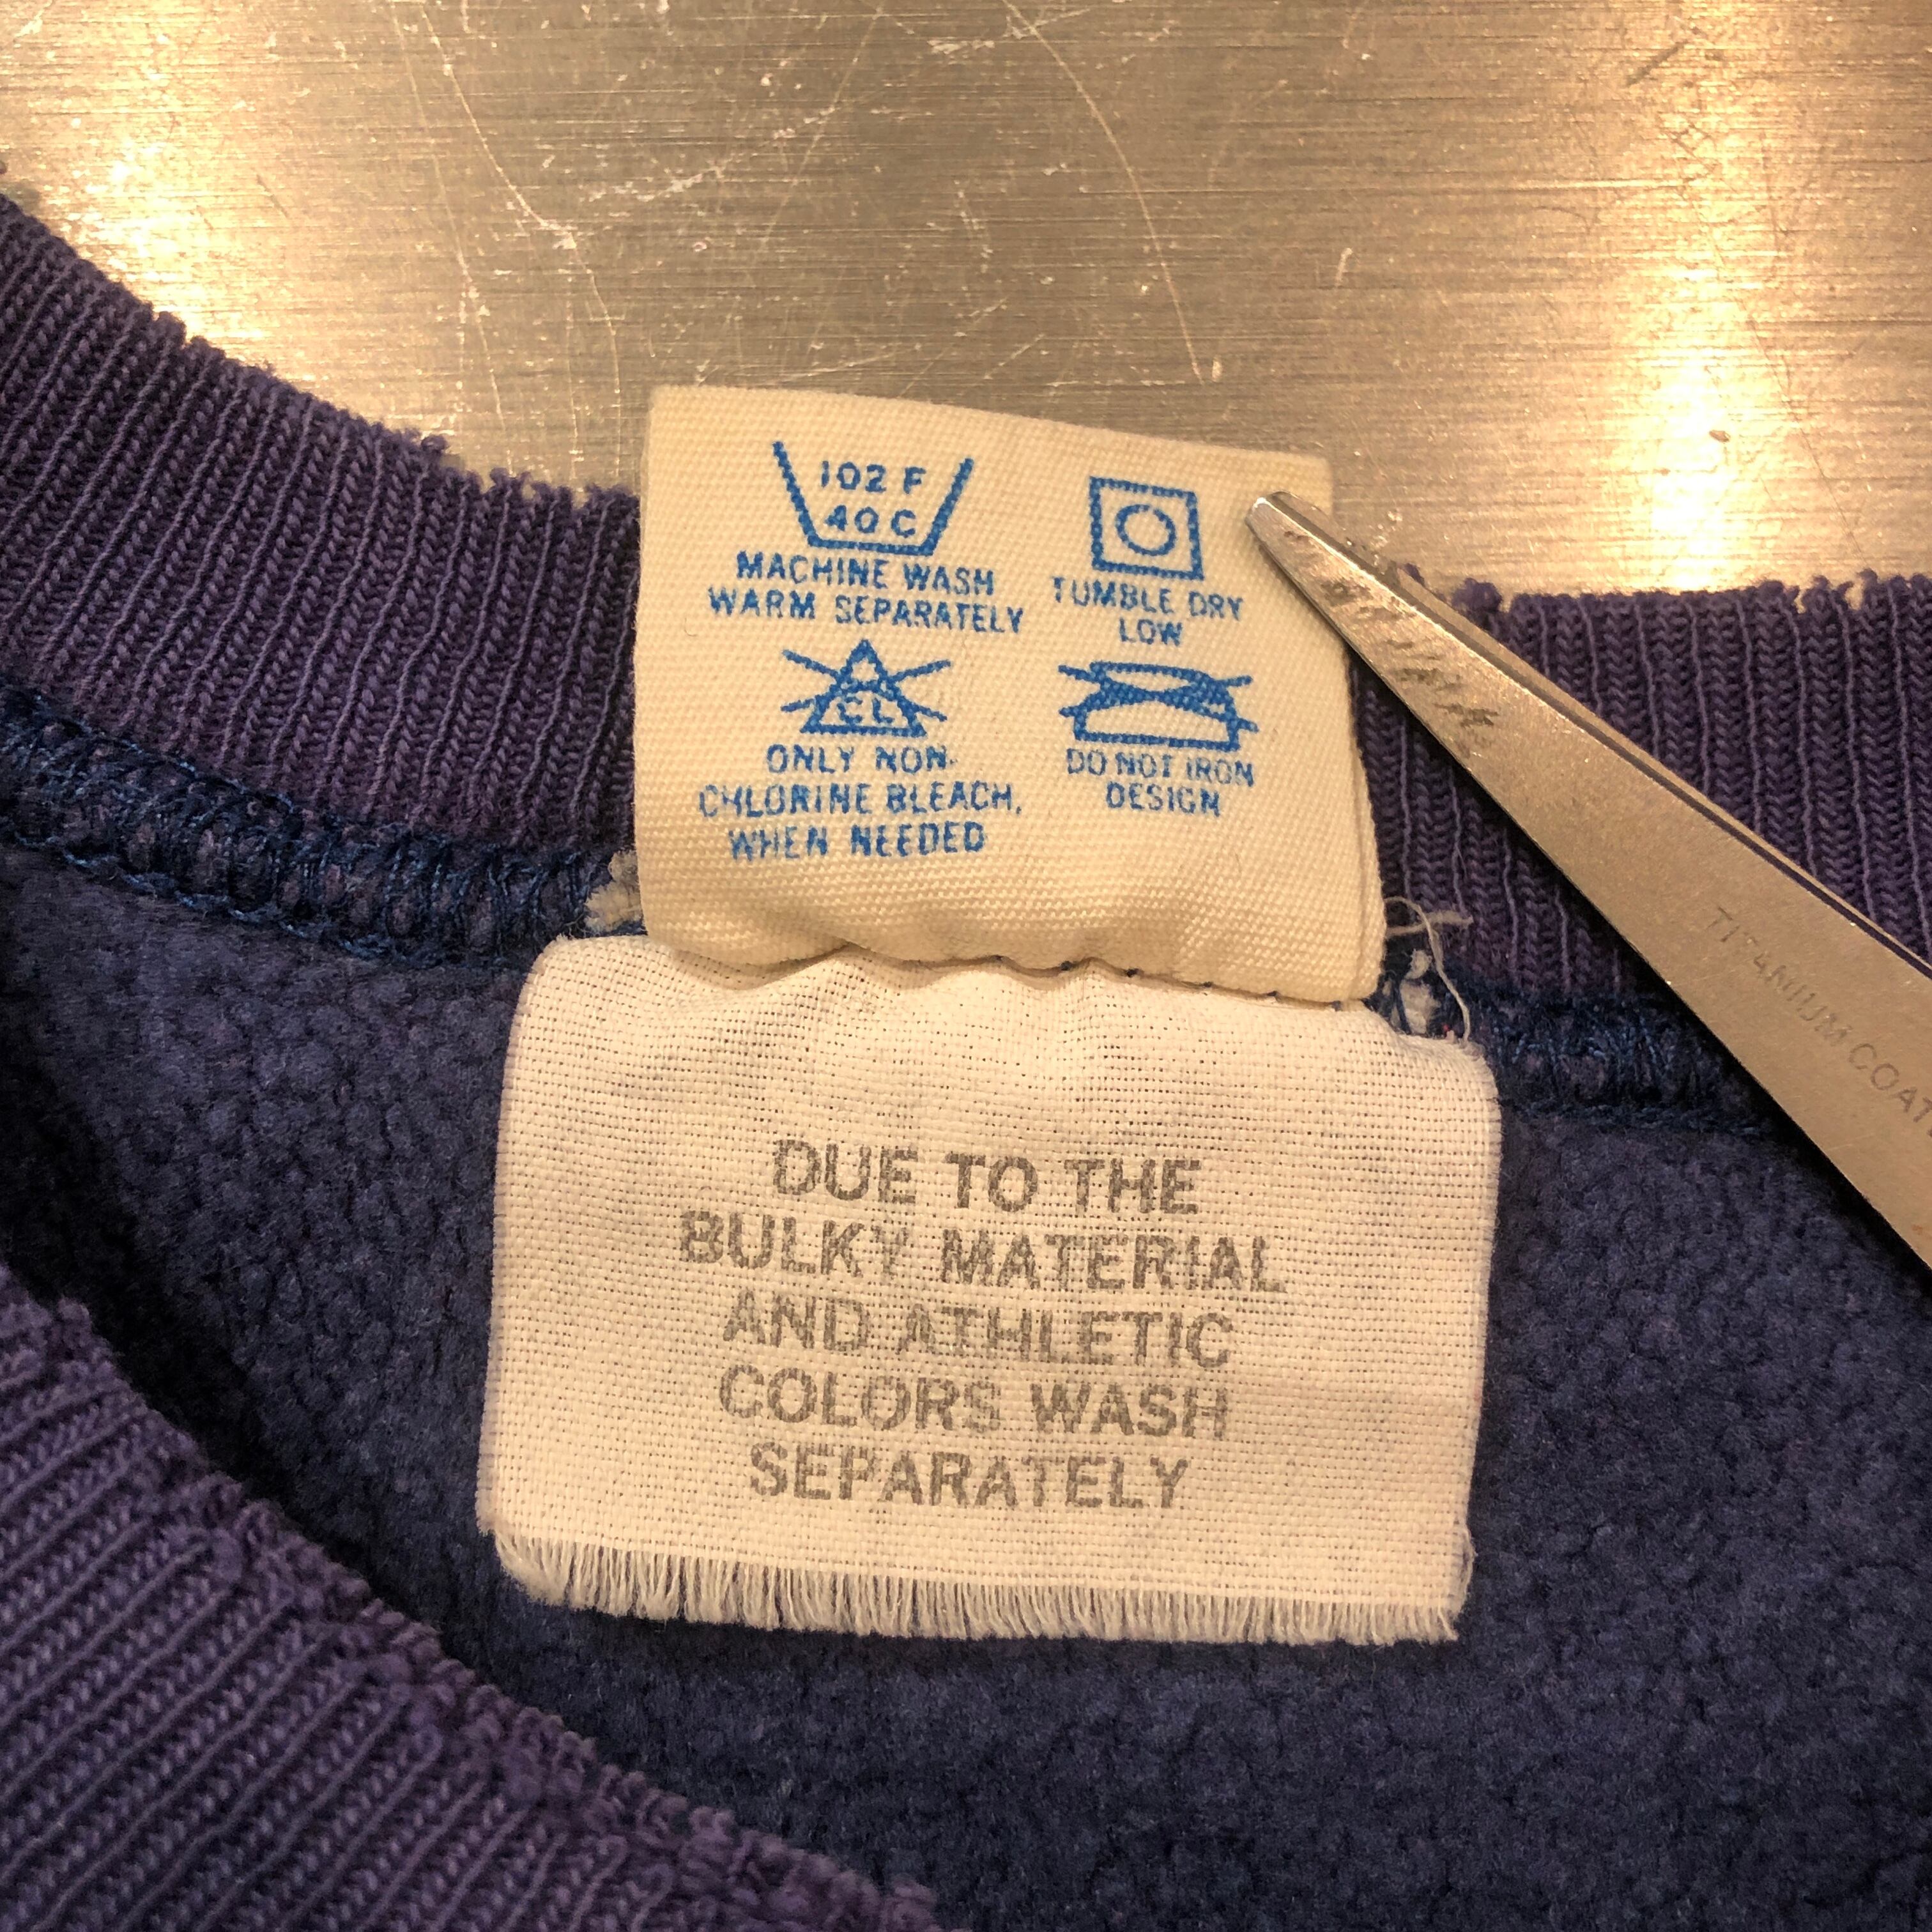 102 F
40 C
MACHINE WASH
WARM SEPARATELY
TUMBLE DRY
LOW
CL
ONLY NON-
CHLORINE BLEACH,
WHEN NEEDED
DO NOT IRON
DESIGN
TITANIUM
DUE TO THE
BULKY MATERIAL
AND ATHLETIC
COLORS WASH
SEPARATELY